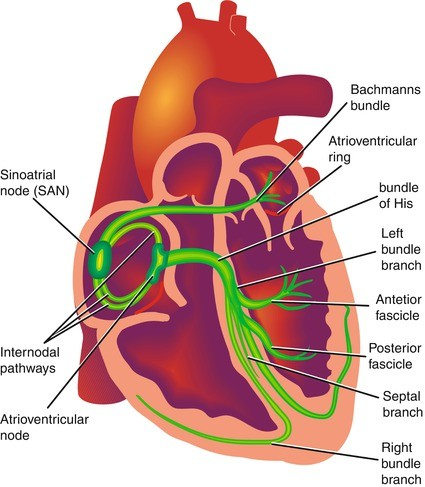 Bachmanns
bundle
Atrioventricular
ring
Sinoatrial
node (SAN)
bundle
of His
Left
bundle
branch
Antetior
fascicle
Posterior
fascicle
Internodal
pathways
Septal
branch
Atrioventricular
node
Right
bundle
branch